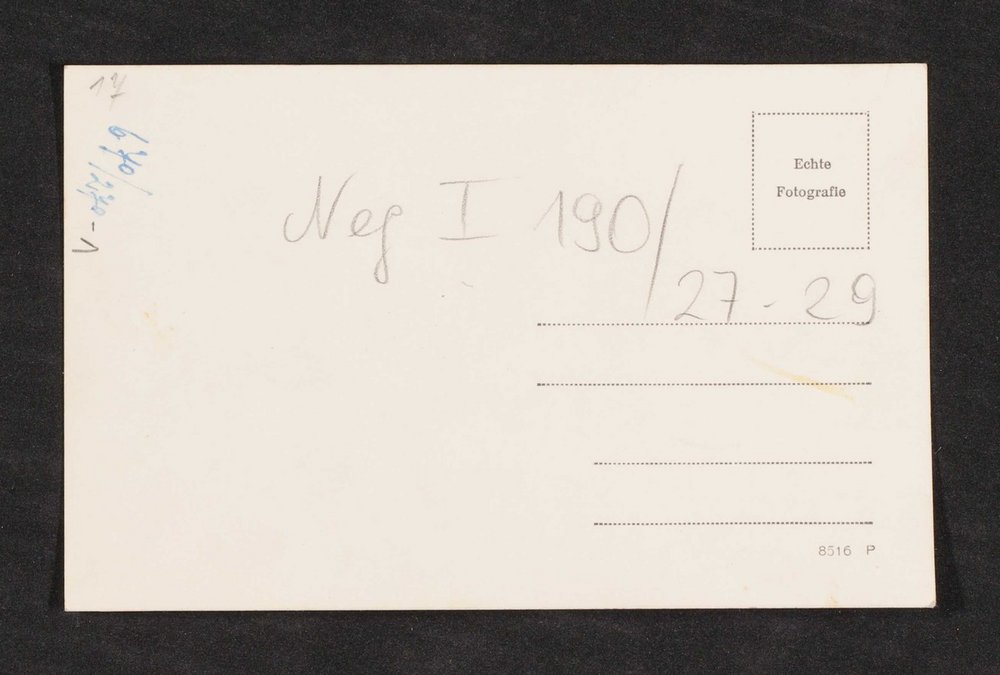 17
Echte
Fotografie
Neg I 190/
27 - 29
8516 P